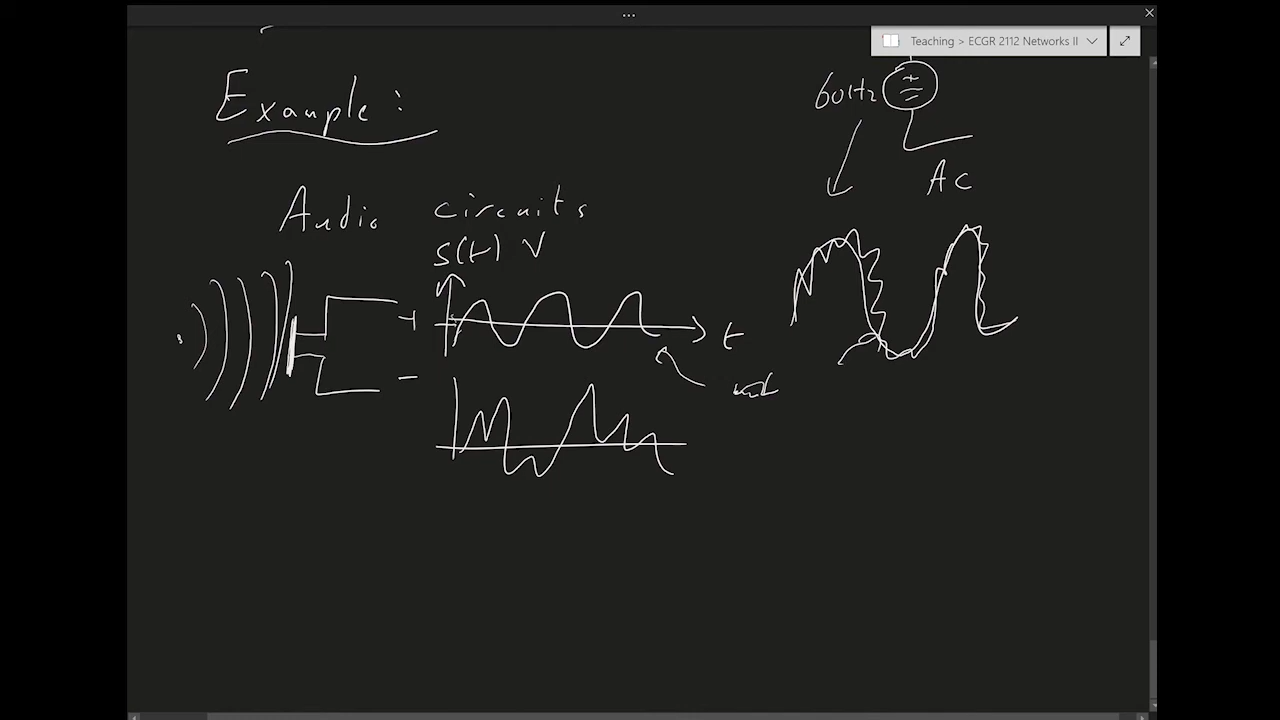 Teaching > ECGR 2112 Networks II
Example:
60Hz
+
AC
Audio circuits
s(t) V
+
t
-